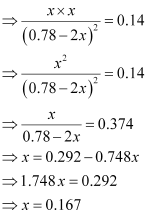 ⇒ x × x / (0.78 − 2x)² = 0.14
⇒ x² / (0.78 − 2x)² = 0.14
⇒ x / 0.78 − 2x = 0.374
⇒ x = 0.292 − 0.748x
⇒ 1.748x = 0.292
⇒ x = 0.167